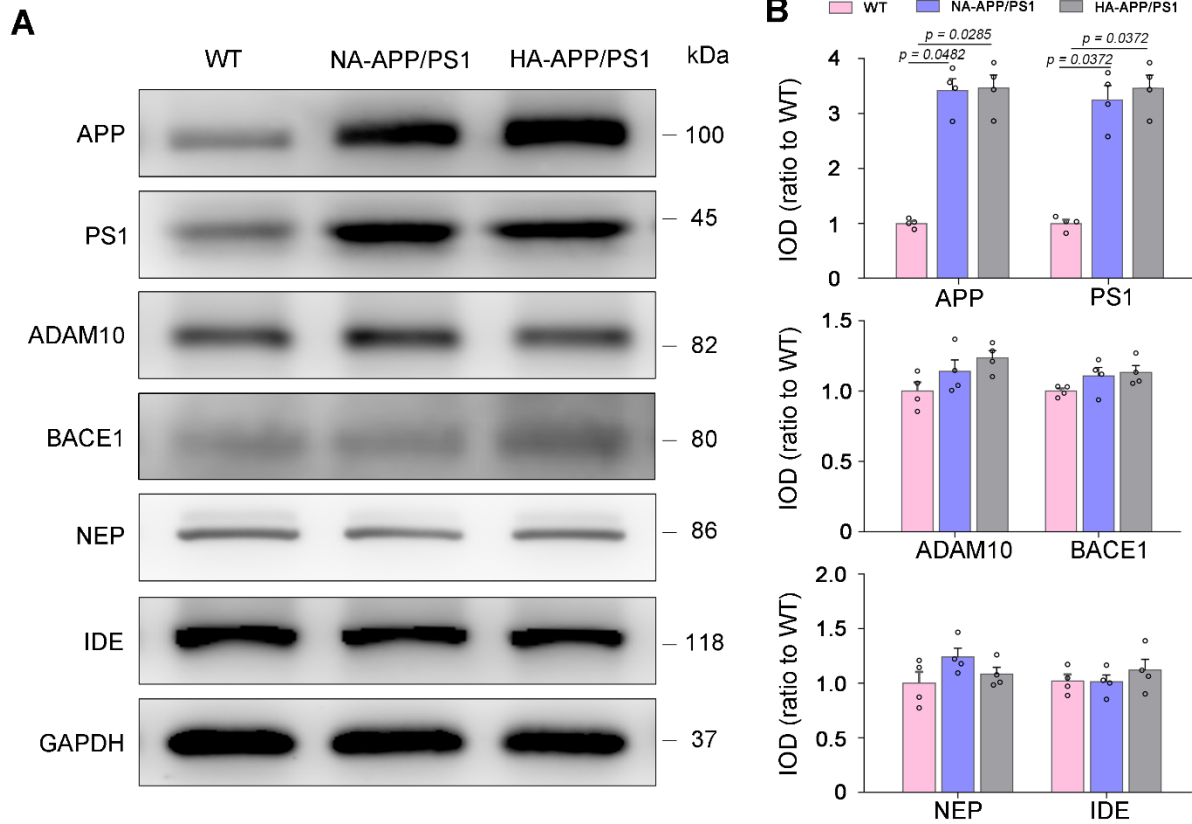 A
WT NA-APP/PS1 HA-APP/PS1 kDa
APP 100
PS1 45
ADAM10 82
BACE1 80
NEP 86
IDE 118
GAPDH 37
B
WT NA-APP/PS1 HA-APP/PS1
p = 0.0285 p = 0.0372
p = 0.0482 p = 0.0372
IOD (ratio to WT)
4
3
2
1
0
APP PS1
IOD (ratio to WT)
1.5
1.0
0.5
0
ADAM10 BACE1
IOD (ratio to WT)
2.0
1.5
1.0
0.5
0
NEP IDE